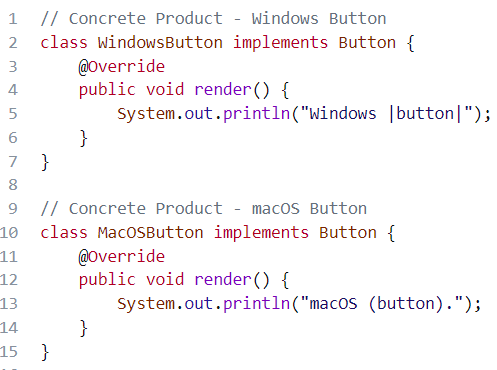 1 // Concrete Product - Windows Button
2 class WindowsButton implements Button {
3     @Override
4     public void render() {
5         System.out.println("Windows |button|");
6     }
7 }
8
9 // Concrete Product - macOS Button
10 class MacOSButton implements Button {
11     @Override
12     public void render() {
13         System.out.println("macOS (button).");
14     }
15 }